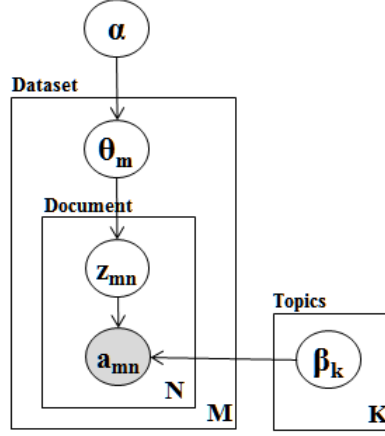 α
Dataset
θm
Document
zmn
Topics
amn
βk
N
M
K